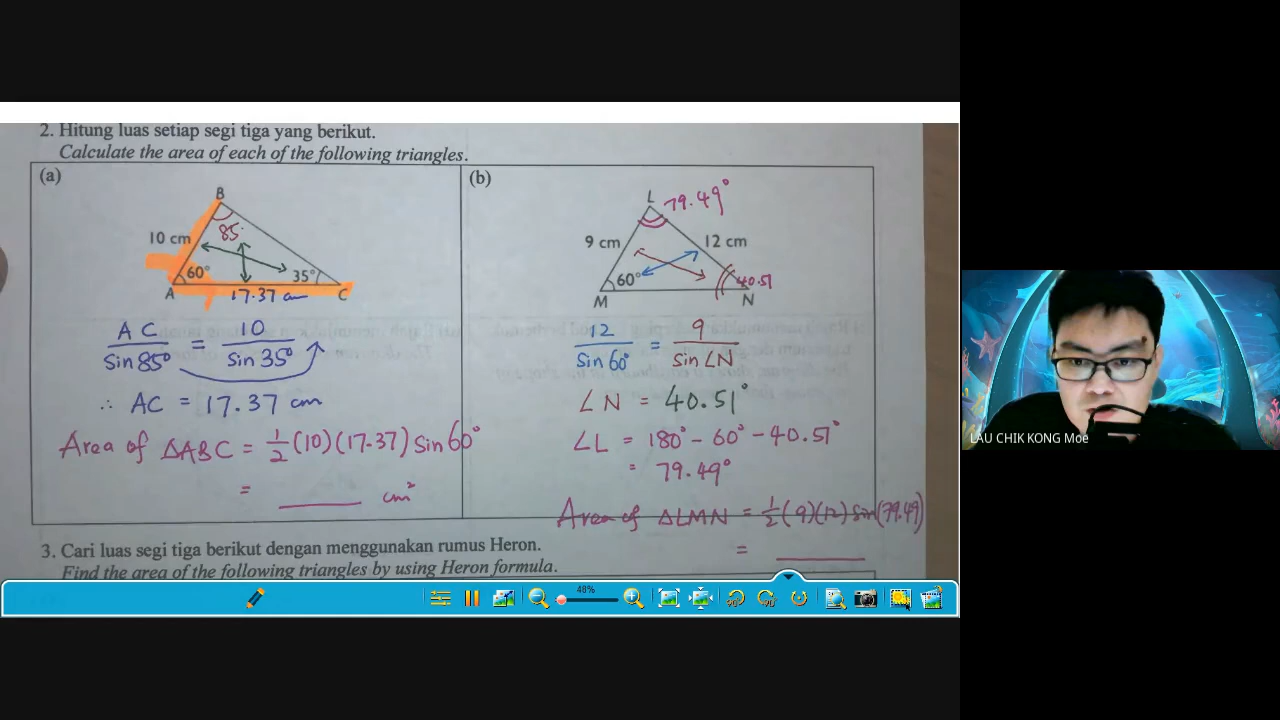 2. Hitung luas setiap segi tiga yang berikut.
Calculate the area of each of the following triangles.
(a)
B
85°
10 cm
60°
35°
A
17.37 cm
C
AC / Sin 85° = 10 / Sin 35°
∴ AC = 17.37 cm
Area of ΔABC = 1/2 (10)(17.37) Sin 60°
= ______ cm²
(b)
L
79.49°
9 cm
12 cm
60°
40.51
M
N
12 / Sin 60° = 9 / Sin ∠N
∠N = 40.51°
∠L = 180° - 60° - 40.51°
= 79.49°
Area of ΔLMN = 1/2 (9)(12) Sin(79.49)
= ______
3. Cari luas segi tiga berikut dengan menggunakan rumus Heron.
Find the area of the following triangles by using Heron formula.
48%
LAU CHIK KONG Moe